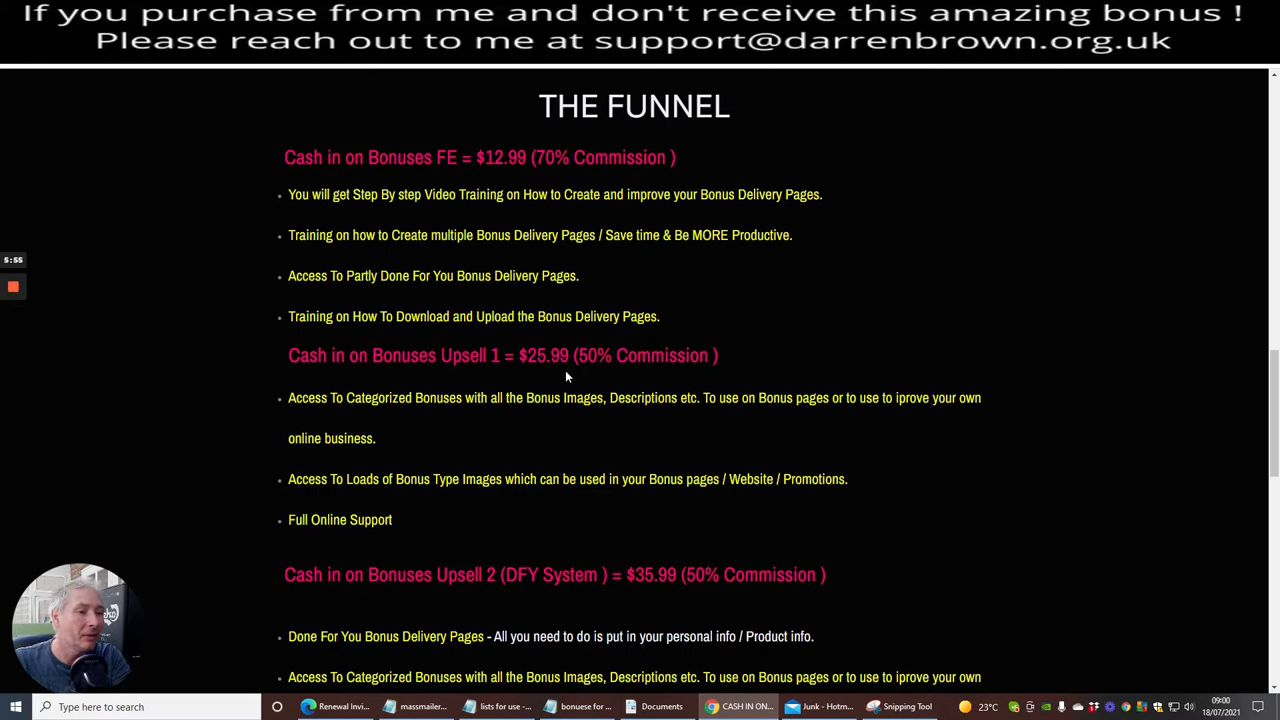 If you purchase from me and don't receive this amazing bonus !
Please reach out to me at support@darrenbrown.org.uk
THE FUNNEL
Cash in on Bonuses FE = $12.99 (70% Commission )
You will get Step By step Video Training on How to Create and improve your Bonus Delivery Pages.
Training on how to Create multiple Bonus Delivery Pages / Save time & Be MORE Productive.
5:55
Access To Partly Done For You Bonus Delivery Pages.
Training on How To Download and Upload the Bonus Delivery Pages.
Cash in on Bonuses Upsell 1 = $25.99 (50% Commission )
Access To Categorized Bonuses with all the Bonus Images, Descriptions etc. To use on Bonus pages or to use to iprove your own
online business.
Access To Loads of Bonus Type Images which can be used in your Bonus pages / Website / Promotions.
Full Online Support
Cash in on Bonuses Upsell 2 (DFY System ) = $35.99 (50% Commission )
Done For You Bonus Delivery Pages - All you need to do is put in your personal info / Product info.
Access To Categorized Bonuses with all the Bonus Images, Descriptions etc. To use on Bonus pages or to use to iprove your own
Type here to search
Renewal Invi...
massmailer...
lists for use -...
bonuese for ...
Documents
CASH IN ON...
Junk - Hotm...
Snipping Tool
23°C
09:00
18/07/2021